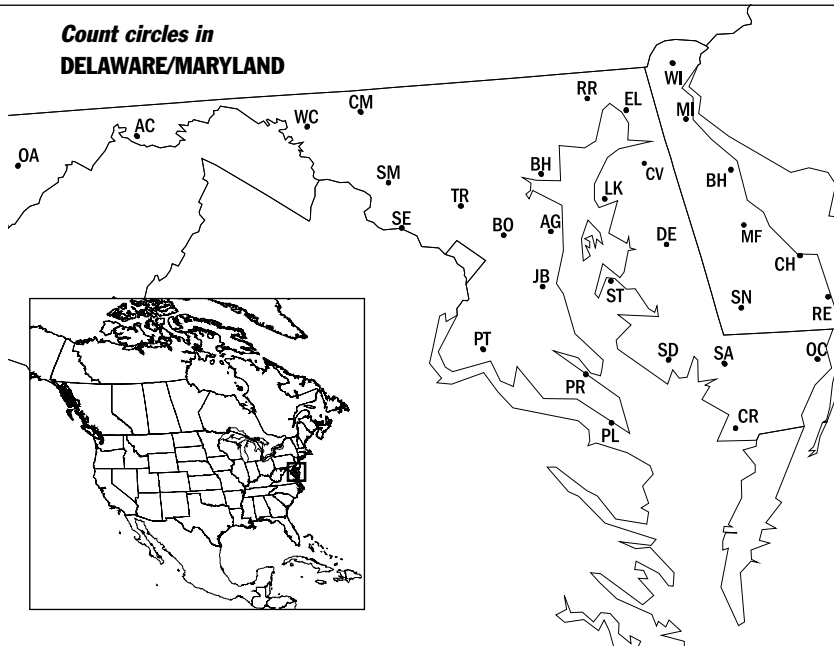 Count circles in
DELAWARE/MARYLAND
WI
RR
CM
EL
MI
WC
AC
OA
BH
CV
SM
BH
LK
TR
SE
AG
BO
DE
MF
CH
JB
ST
SN
RE
PT
SD
SA
OC
PR
CR
PL